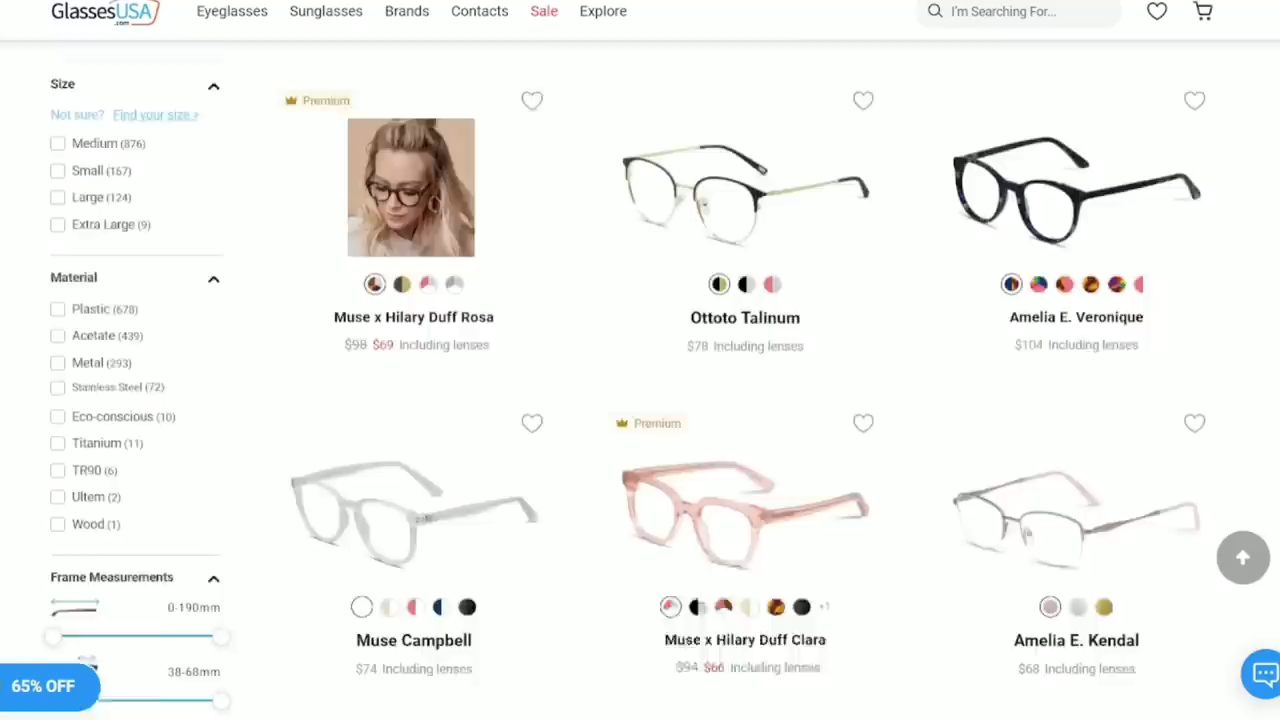 GlassesUSA
.com
Eyeglasses
Sunglasses
Brands
Contacts
Sale
Explore
I'm Searching For...
Size
Not sure? Find your size >
Medium (876)
Small (167)
Large (124)
Extra Large (9)
Material
Plastic (678)
Acetate (439)
Metal (293)
Stainless Steel (72)
Eco-conscious (10)
Titanium (11)
TR90 (6)
Ultem (2)
Wood (1)
Frame Measurements
0-190mm
38-68mm
65% OFF
Premium
Muse x Hilary Duff Rosa
$98 $69 Including lenses
Ottoto Talinum
$78 Including lenses
Amelia E. Veronique
$104 Including lenses
Muse Campbell
$74 Including lenses
Premium
+1
Muse x Hilary Duff Clara
$94 $66 Including lenses
Amelia E. Kendal
$68 Including lenses